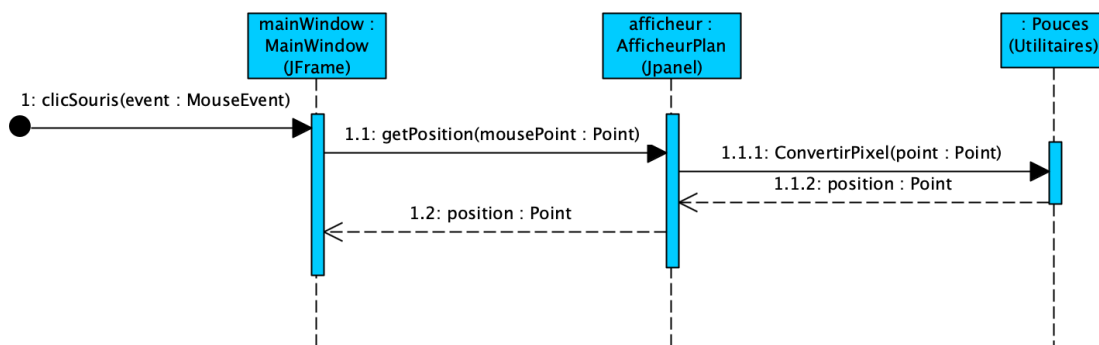 mainWindow :
MainWindow
(JFrame)
afficheur :
AfficheurPlan
(Jpanel)
: Pouces
(Utilitaires)
1: clicSouris(event : MouseEvent)
1.1: getPosition(mousePoint : Point)
1.1.1: ConvertirPixel(point : Point)
1.1.2: position : Point
1.2: position : Point